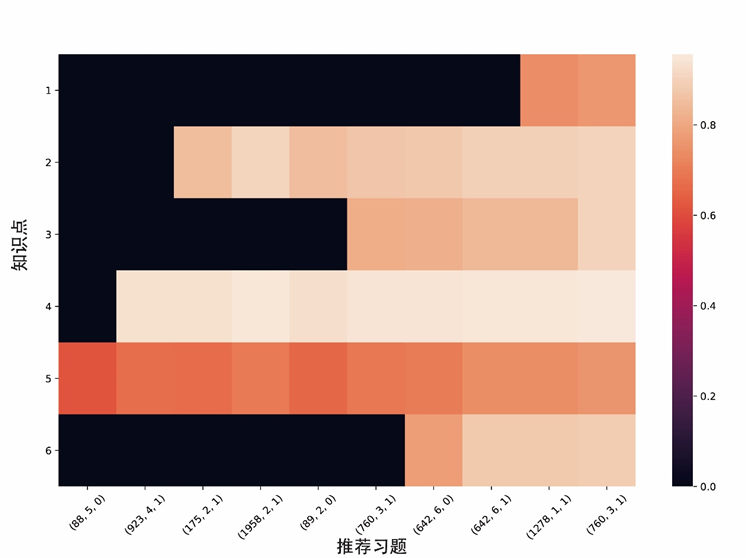 1
2
3
4
5
6
知识点
(88, 5, 0)
(923, 4, 1)
(175, 2, 1)
(1958, 2, 1)
(89, 2, 0)
(760, 3, 1)
(642, 6, 0)
(642, 6, 1)
(1278, 1, 1)
(760, 3, 1)
推荐习题
0.8
0.6
0.4
0.2
0.0